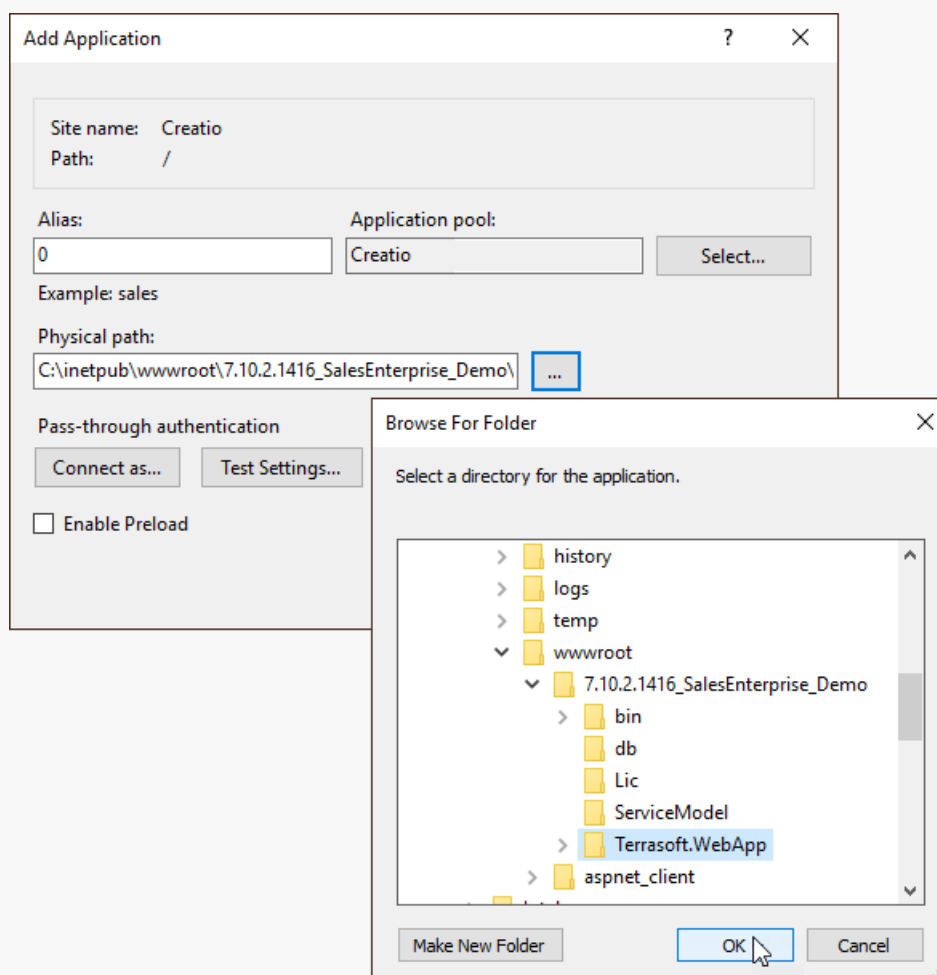 Add Application
?
Site name: Creatio
Path: /
Alias:
Application pool:
0
Creatio
Select...
Example: sales
Physical path:
C:\inetpub\wwwroot\7.10.2.1416_SalesEnterprise_Demo\
...
Pass-through authentication
Connect as...
Test Settings...
Enable Preload
Browse For Folder
Select a directory for the application.
history
logs
temp
wwwroot
7.10.2.1416_SalesEnterprise_Demo
bin
db
Lic
ServiceModel
Terrasoft.WebApp
aspnet_client
Make New Folder
OK
Cancel